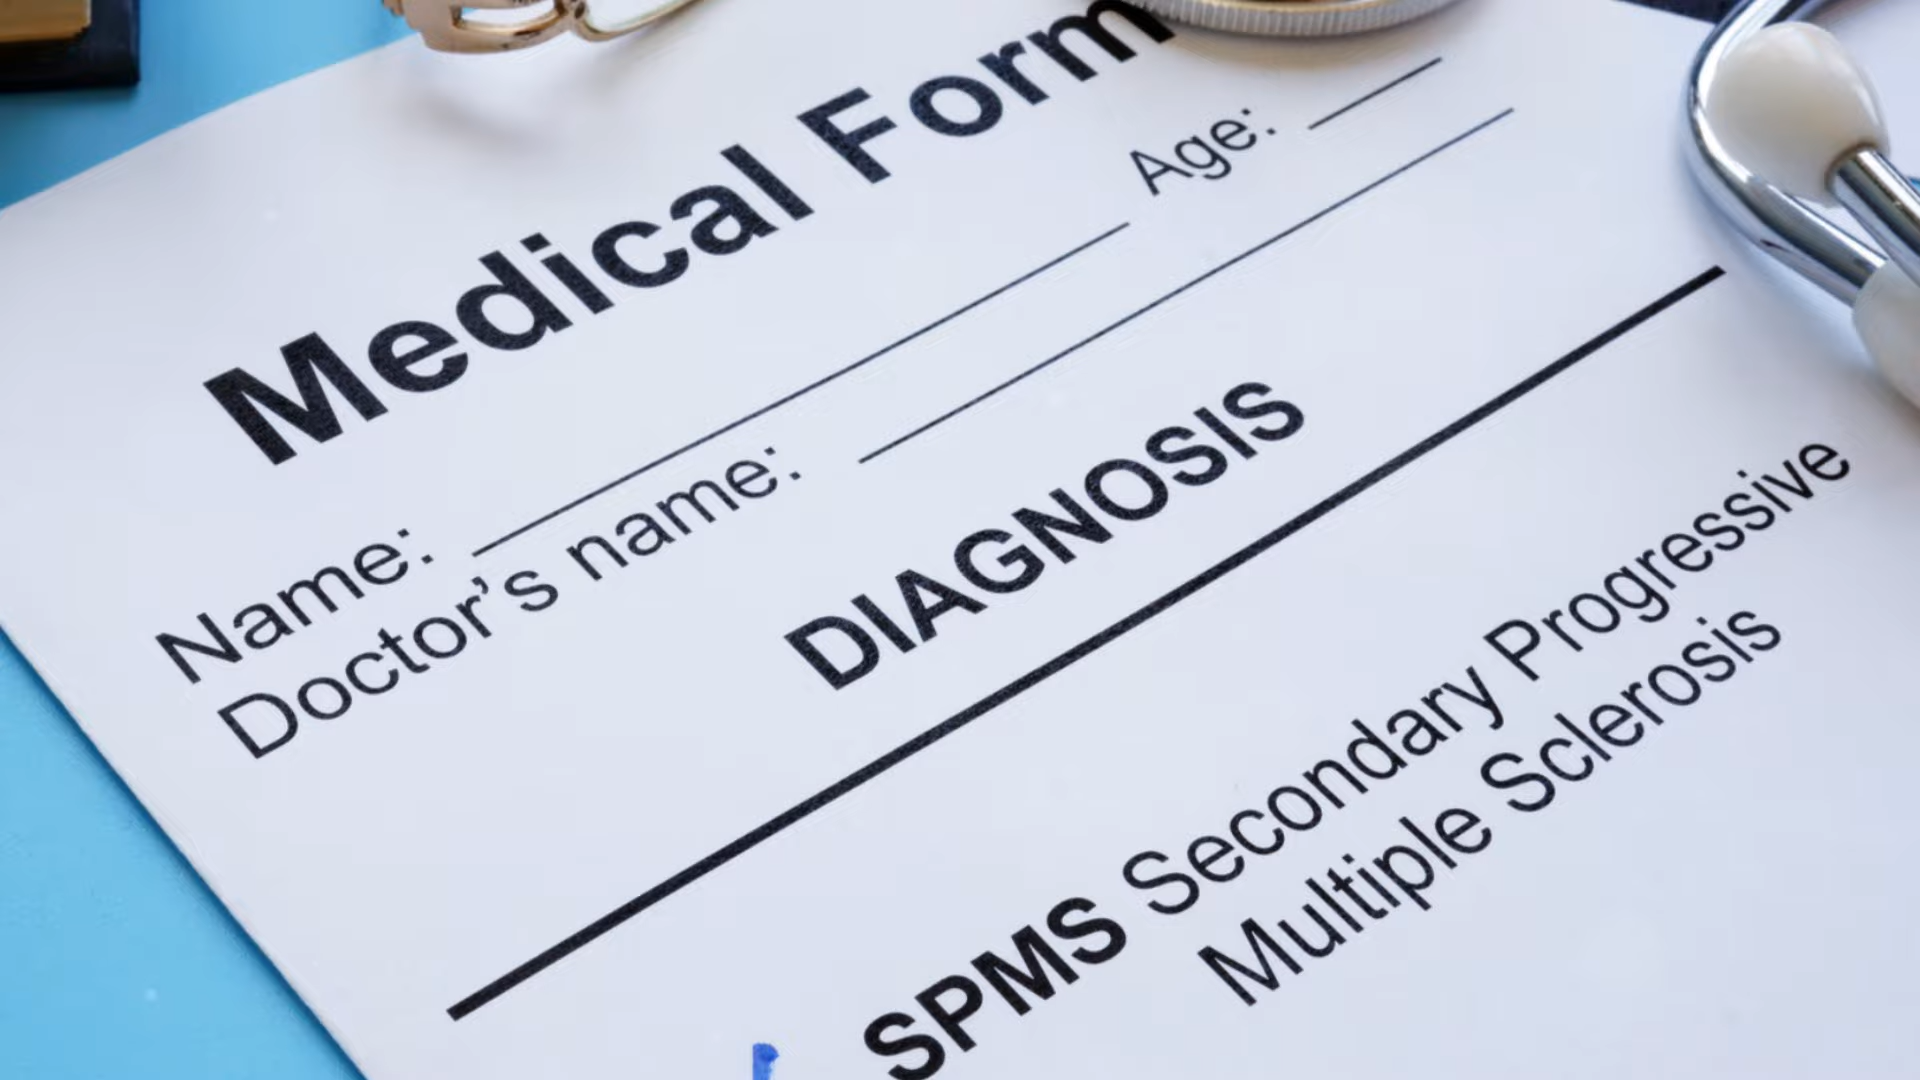 Medical Form
Name: Age:
Doctor’s name:
DIAGNOSIS
SPMS Secondary Progressive
Multiple Sclerosis